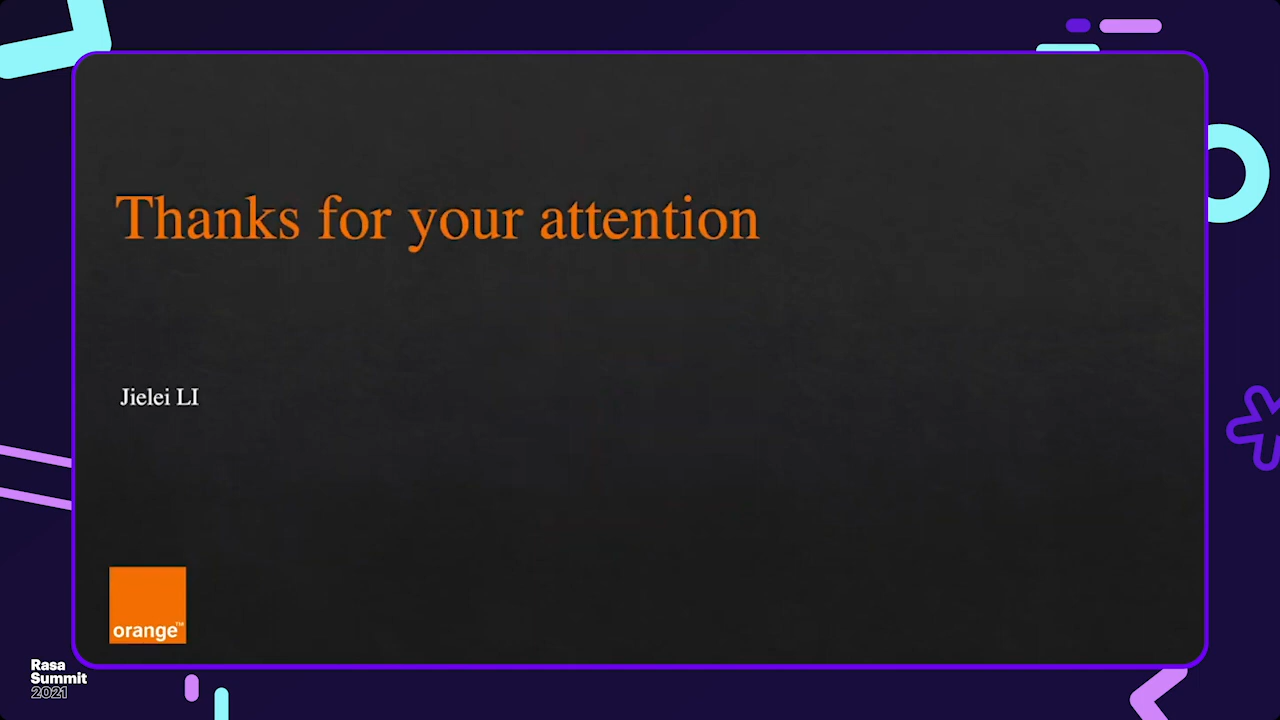 Thanks for your attention
Jielei LI
orange™
Rasa
Summit
2021